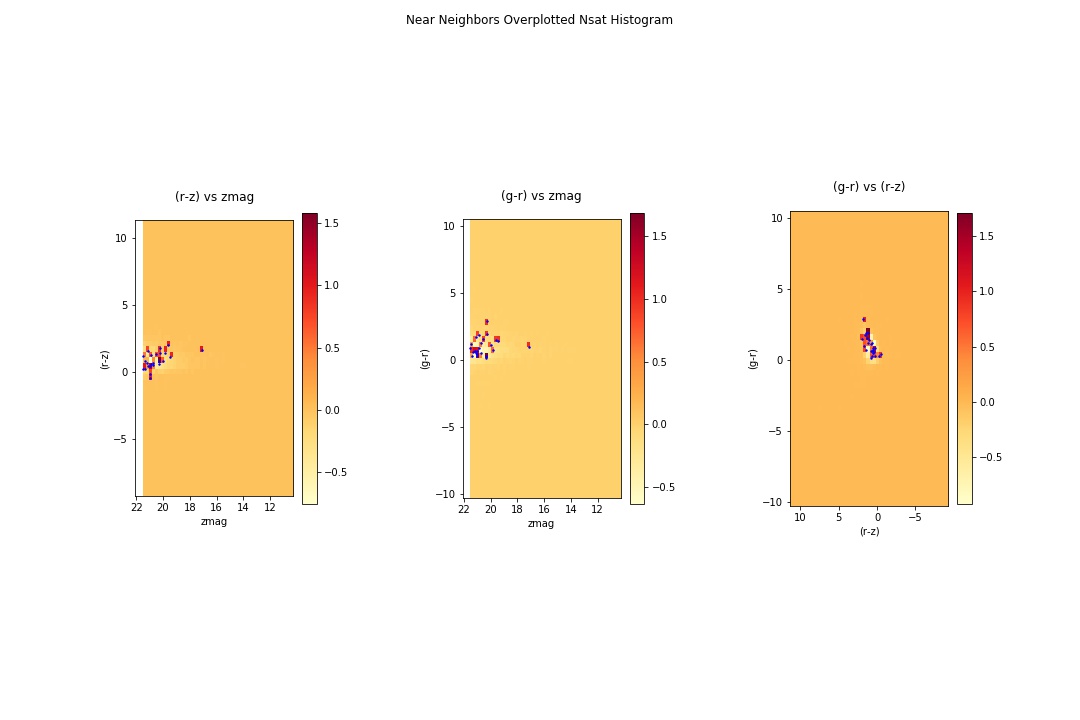 Near Neighbors Overplotted Nsat Histogram
(r-z) vs zmag
10
5
0
−5
(r-z)
22 20 18 16 14 12
zmag
1.5
1.0
0.5
0.0
−0.5
(g-r) vs zmag
10
5
0
−5
−10
(g-r)
22 20 18 16 14 12
zmag
1.5
1.0
0.5
0.0
−0.5
(g-r) vs (r-z)
10
5
0
−5
−10
(g-r)
10 5 0 −5
(r-z)
1.5
1.0
0.5
0.0
−0.5